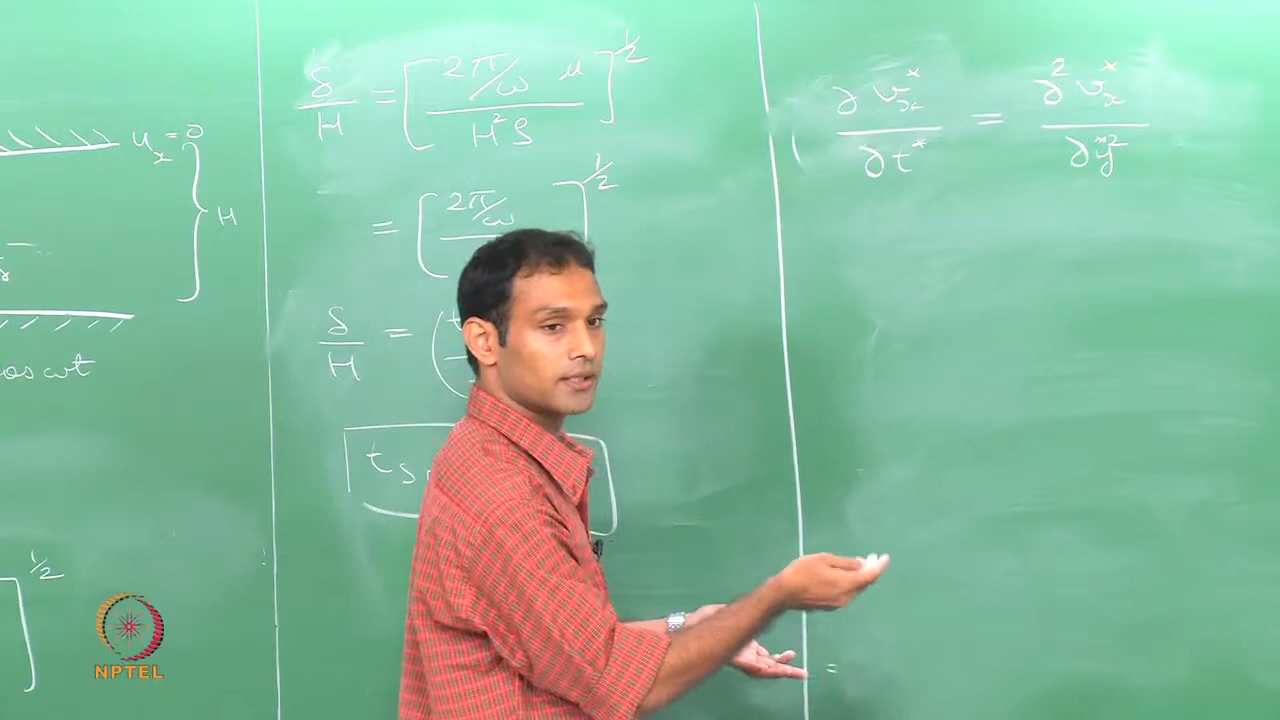 u_x = 0
H
cos ωt
]^{1/2}
δ/H = [ (2π/ω μ) / (H² ρ) ]^{1/2}
= [ 2π/ω ]^{1/2}
δ/H = ( t
t_s
∂v_x^*/∂t^* = ∂²v_x^*/∂y^{*2}
=
NPTEL